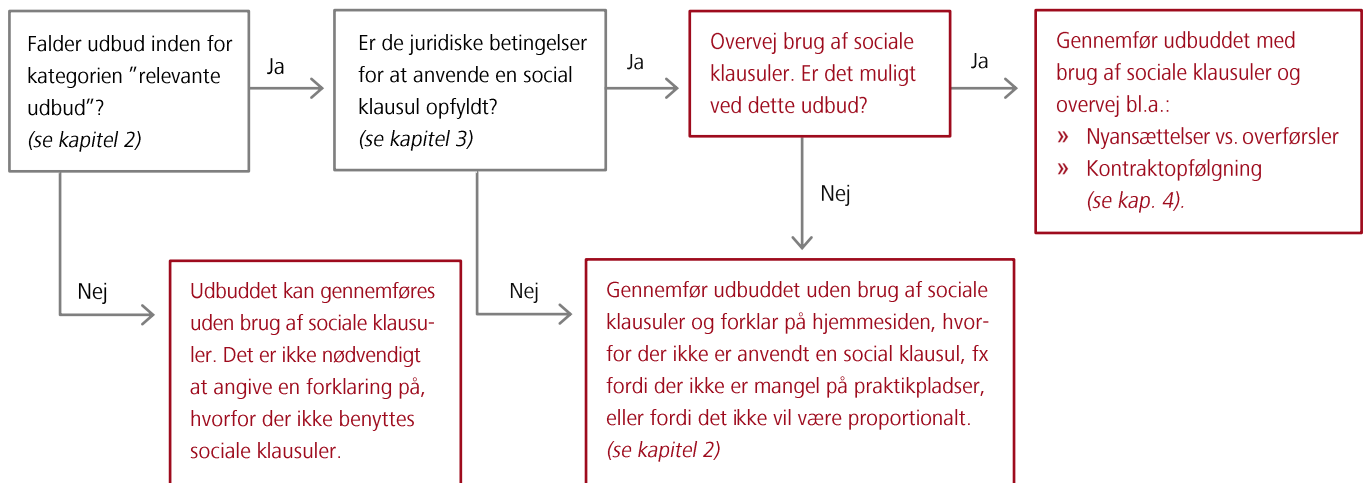 Falder udbud inden for
kategorien ”relevante
udbud”?
(se kapitel 2)
Ja
Er de juridiske betingelser
for at anvende en social
klausul opfyldt?
(se kapitel 3)
Ja
Overvej brug af sociale
klausuler. Er det muligt
ved dette udbud?
Ja
Gennemfør udbuddet med
brug af sociale klausuler og
overvej bl.a.:
» Nyansættelser vs. overførsler
» Kontraktopfølgning
(se kap. 4).
Nej
Nej
Udbuddet kan gennemføres
uden brug af sociale klausu-
ler. Det er ikke nødvendigt
at angive en forklaring på,
hvorfor der ikke benyttes
sociale klausuler.
Nej
Gennemfør udbuddet uden brug af sociale
klausuler og forklar på hjemmesiden, hvor-
for der ikke er anvendt en social klausul, fx
fordi der ikke er mangel på praktikpladser,
eller fordi det ikke vil være proportionalt.
(se kapitel 2)